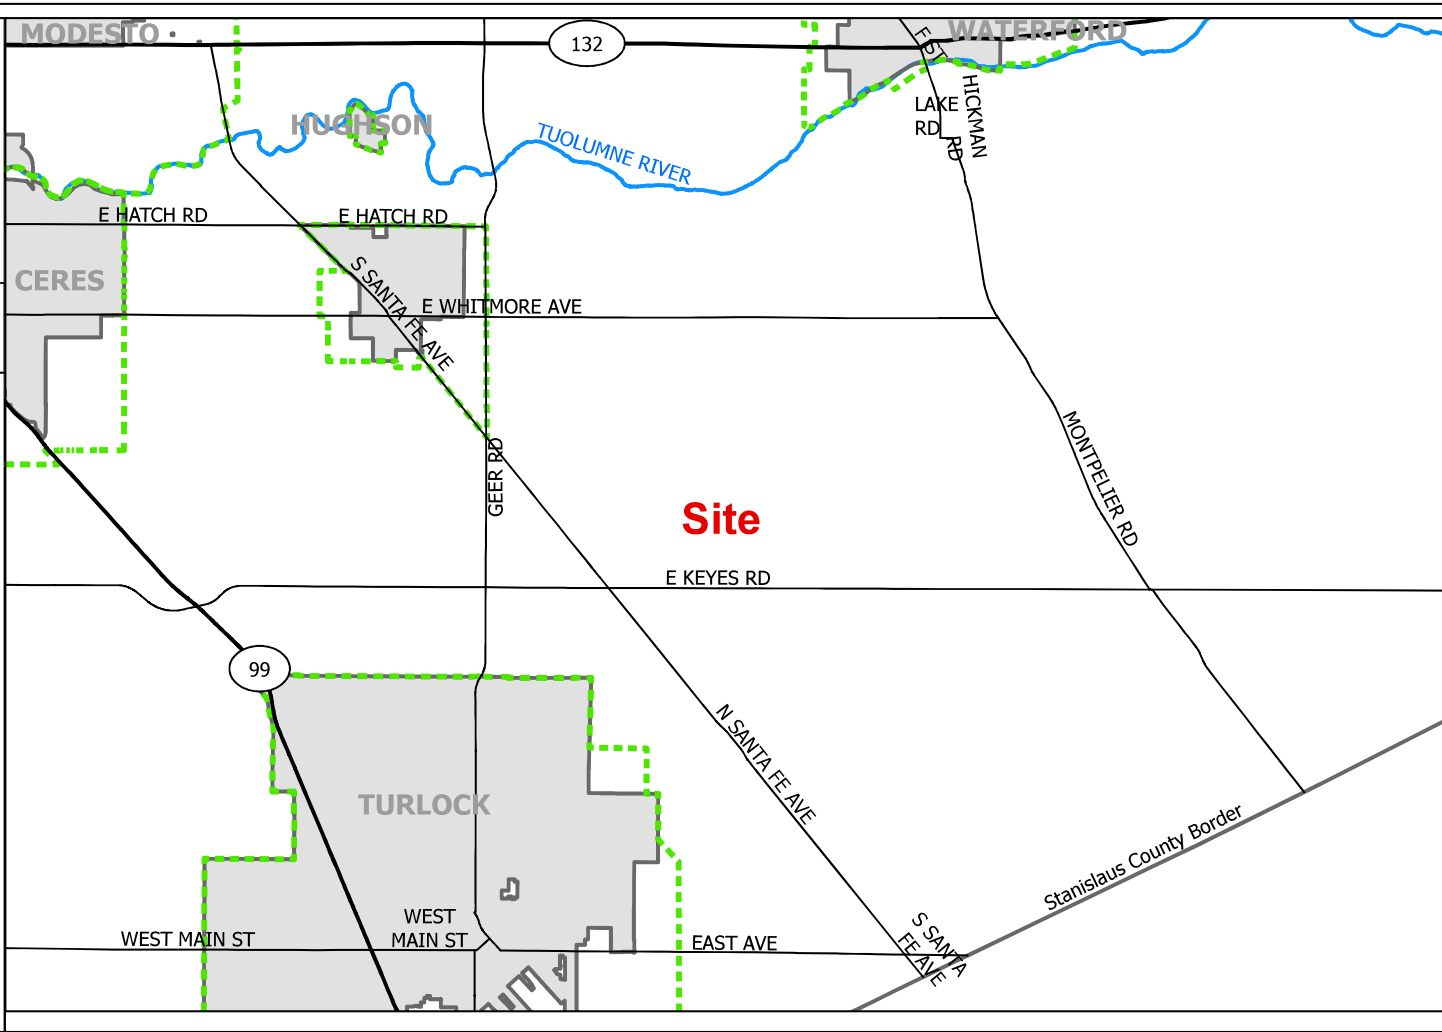 MODESTO
132
WATERFORD
F ST
HICKMAN
RD
LAKE
RD
HUGHSON
TUOLUMNE RIVER
E HATCH RD
E HATCH RD
CERES
S SANTA FE AVE
E WHITMORE AVE
GEER RD
MONTPELIER RD
Site
E KEYES RD
99
N SANTA FE AVE
TURLOCK
Stanislaus County Border
WEST MAIN ST
WEST
MAIN ST
EAST AVE
S SANTA
FE AVE